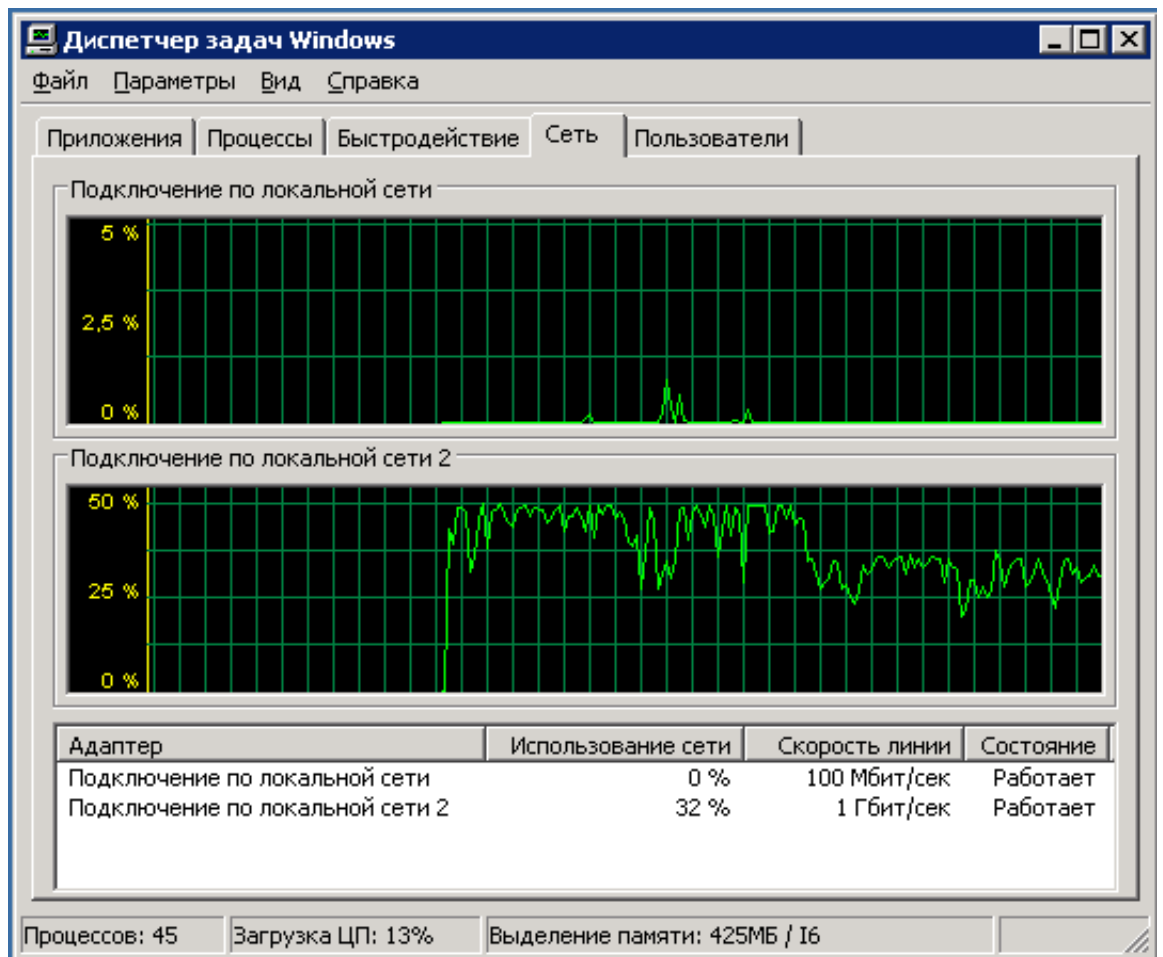 Диспетчер задач Windows
Файл Параметры Вид Справка
Приложения Процессы Быстродействие Сеть Пользователи
Подключение по локальной сети
5 %
2,5 %
0 %
Подключение по локальной сети 2
50 %
25 %
0 %
Адаптер Использование сети Скорость линии Состояние
Подключение по локальной сети 0 % 100 Мбит/сек Работает
Подключение по локальной сети 2 32 % 1 Гбит/сек Работает
Процессов: 45 Загрузка ЦП: 13% Выделение памяти: 425МБ / I6